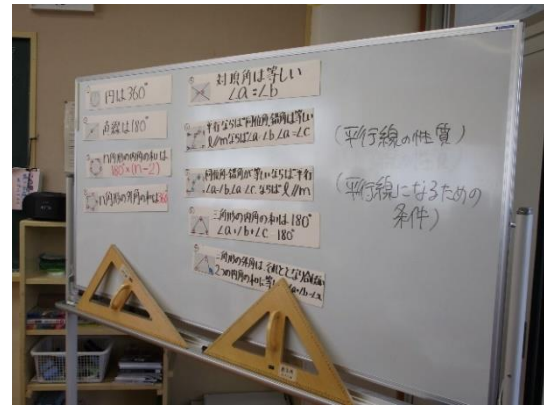 円は360°
直線は180°
n角形の内角の和は
180°×(n-2)
n角形の外角の和は360°
対頂角は等しい
∠a=∠b
平行ならば同位角、錯角は等しい
ℓ//mならば∠a=∠b ∠a=∠c
同位角、錯角が等しいならば平行
∠a=∠b、∠a=∠c、ならばℓ//m
三角形の内角の和は180°
∠a+∠b+∠c=180°
三角形の外角は、それととなり合わない
2つの内角の和に等しい
(平行線の性質)
(平行線になるための
条件)